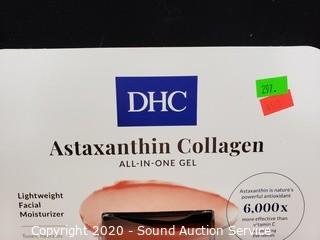 DHC
297.
Astaxanthin Collagen
ALL-IN-ONE GEL
Lightweight
Facial
Moisturizer
Astaxanthin is nature's
powerful antioxidant
6,000x
more effective than
vitamin C
Copyright 2020 - Sound Auction Service